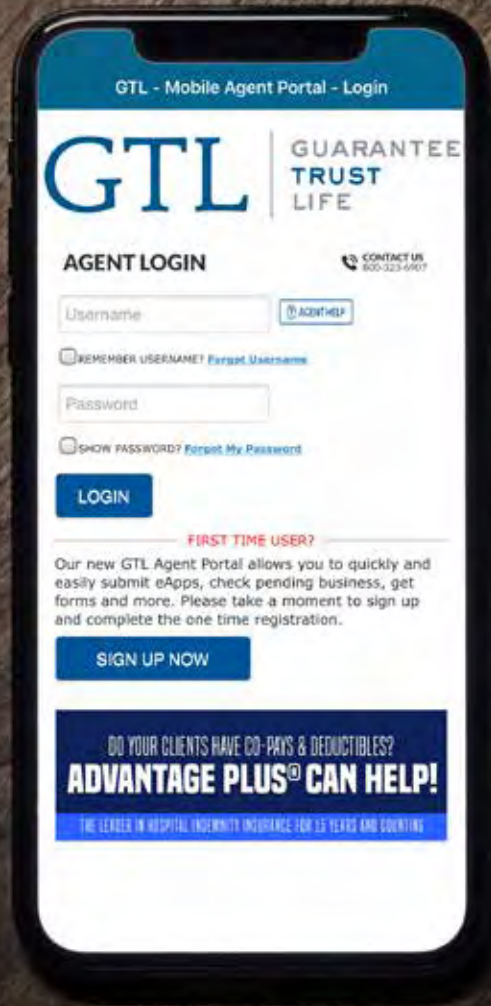 GTL - Mobile Agent Portal - Login
GTL
GUARANTEE
TRUST
LIFE
AGENT LOGIN
CONTACT US
800-323-6907
Username
AGENT HELP
REMEMBER USERNAME? Forgot Username
Password
SHOW PASSWORD? Forgot My Password
LOGIN
FIRST TIME USER?
Our new GTL Agent Portal allows you to quickly and
easily submit eApps, check pending business, get
forms and more. Please take a moment to sign up
and complete the one time registration.
SIGN UP NOW
DO YOUR CLIENTS HAVE CO-PAYS & DEDUCTIBLES?
ADVANTAGE PLUS® CAN HELP!
THE LEADER IN HOSPITAL INDEMNITY INSURANCE FOR 15 YEARS AND COUNTING